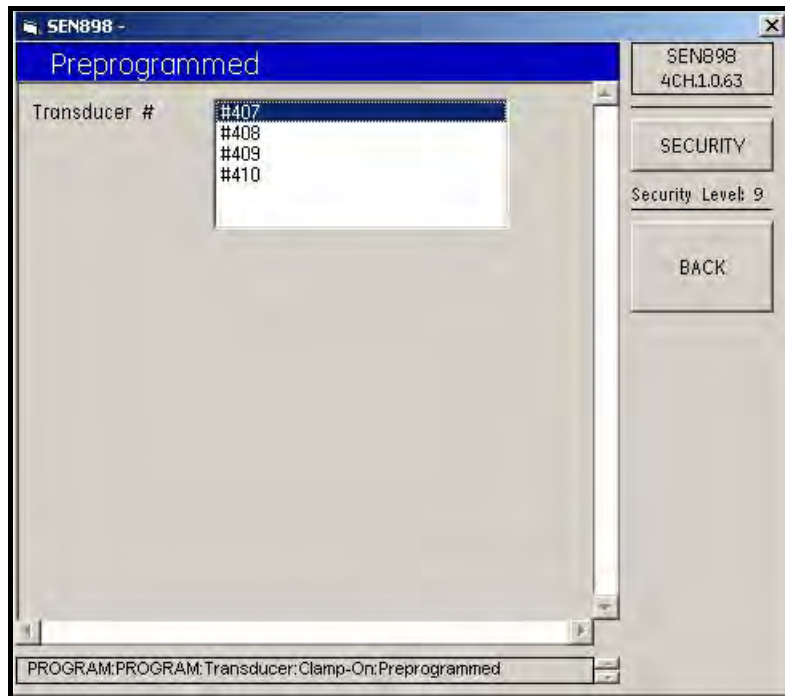 SEN898 -
Preprogrammed
Transducer #
#407
#408
#409
#410
SEN898
4CH.1.0.63
SECURITY
Security Level: 9
BACK
PROGRAM:PROGRAM:Transducer:Clamp-On:Preprogrammed